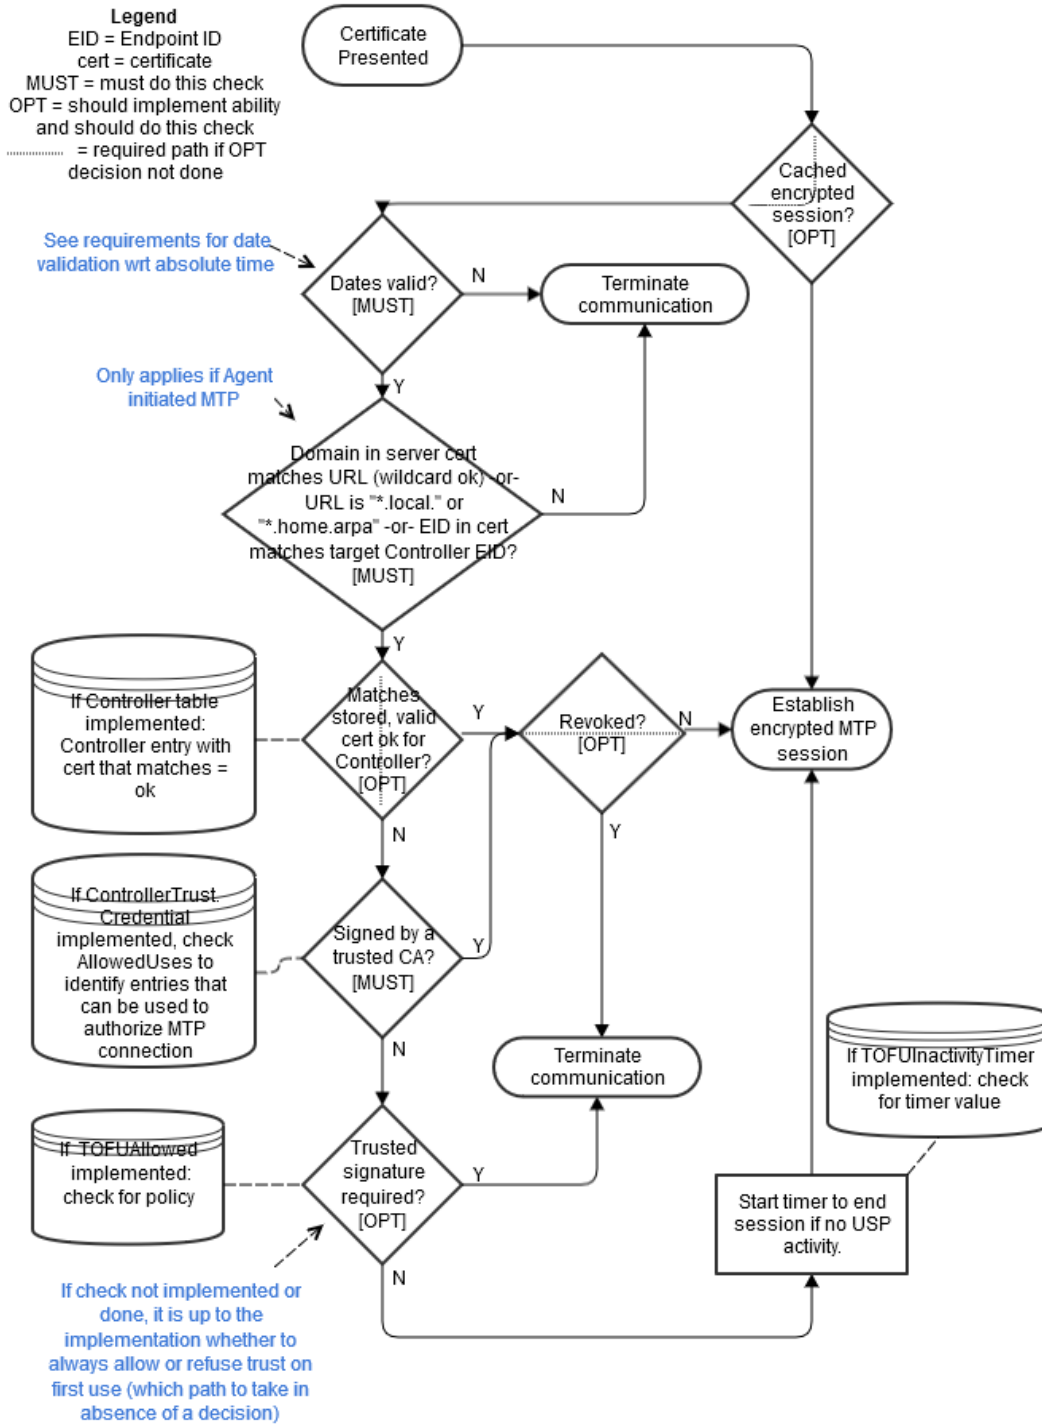 Legend
EID = Endpoint ID
cert = certificate
MUST = must do this check
OPT = should implement ability
and should do this check
= required path if OPT
decision not done
Certificate
Presented
Cached
encrypted
session?
[OPT]
See requirements for date
validation wrt absolute time
Dates valid?
[MUST]
N
Terminate
communication
Y
Only applies if Agent
initiated MTP
Domain in server cert
matches URL (wildcard ok) -or-
URL is "*.local." or
"*.home.arpa" -or- EID in cert
matches target Controller EID?
[MUST]
N
Y
If Controller table
implemented:
Controller entry with
cert that matches =
ok
Matches
stored, valid
cert ok for
Controller?
[OPT]
Y
Revoked?
[OPT]
N
Establish
encrypted MTP
session
N
Y
If ControllerTrust.
Credential
implemented, check
AllowedUses to
identify entries that
can be used to
authorize MTP
connection
Signed by a
trusted CA?
[MUST]
Y
N
Terminate
communication
If TOFUInactivityTimer
implemented: check
for timer value
If TOFUAllowed
implemented:
check for policy
Trusted
signature
required?
[OPT]
Y
Start timer to end
session if no USP
activity.
N
If check not implemented or
done, it is up to the
implementation whether to
always allow or refuse trust on
first use (which path to take in
absence of a decision)